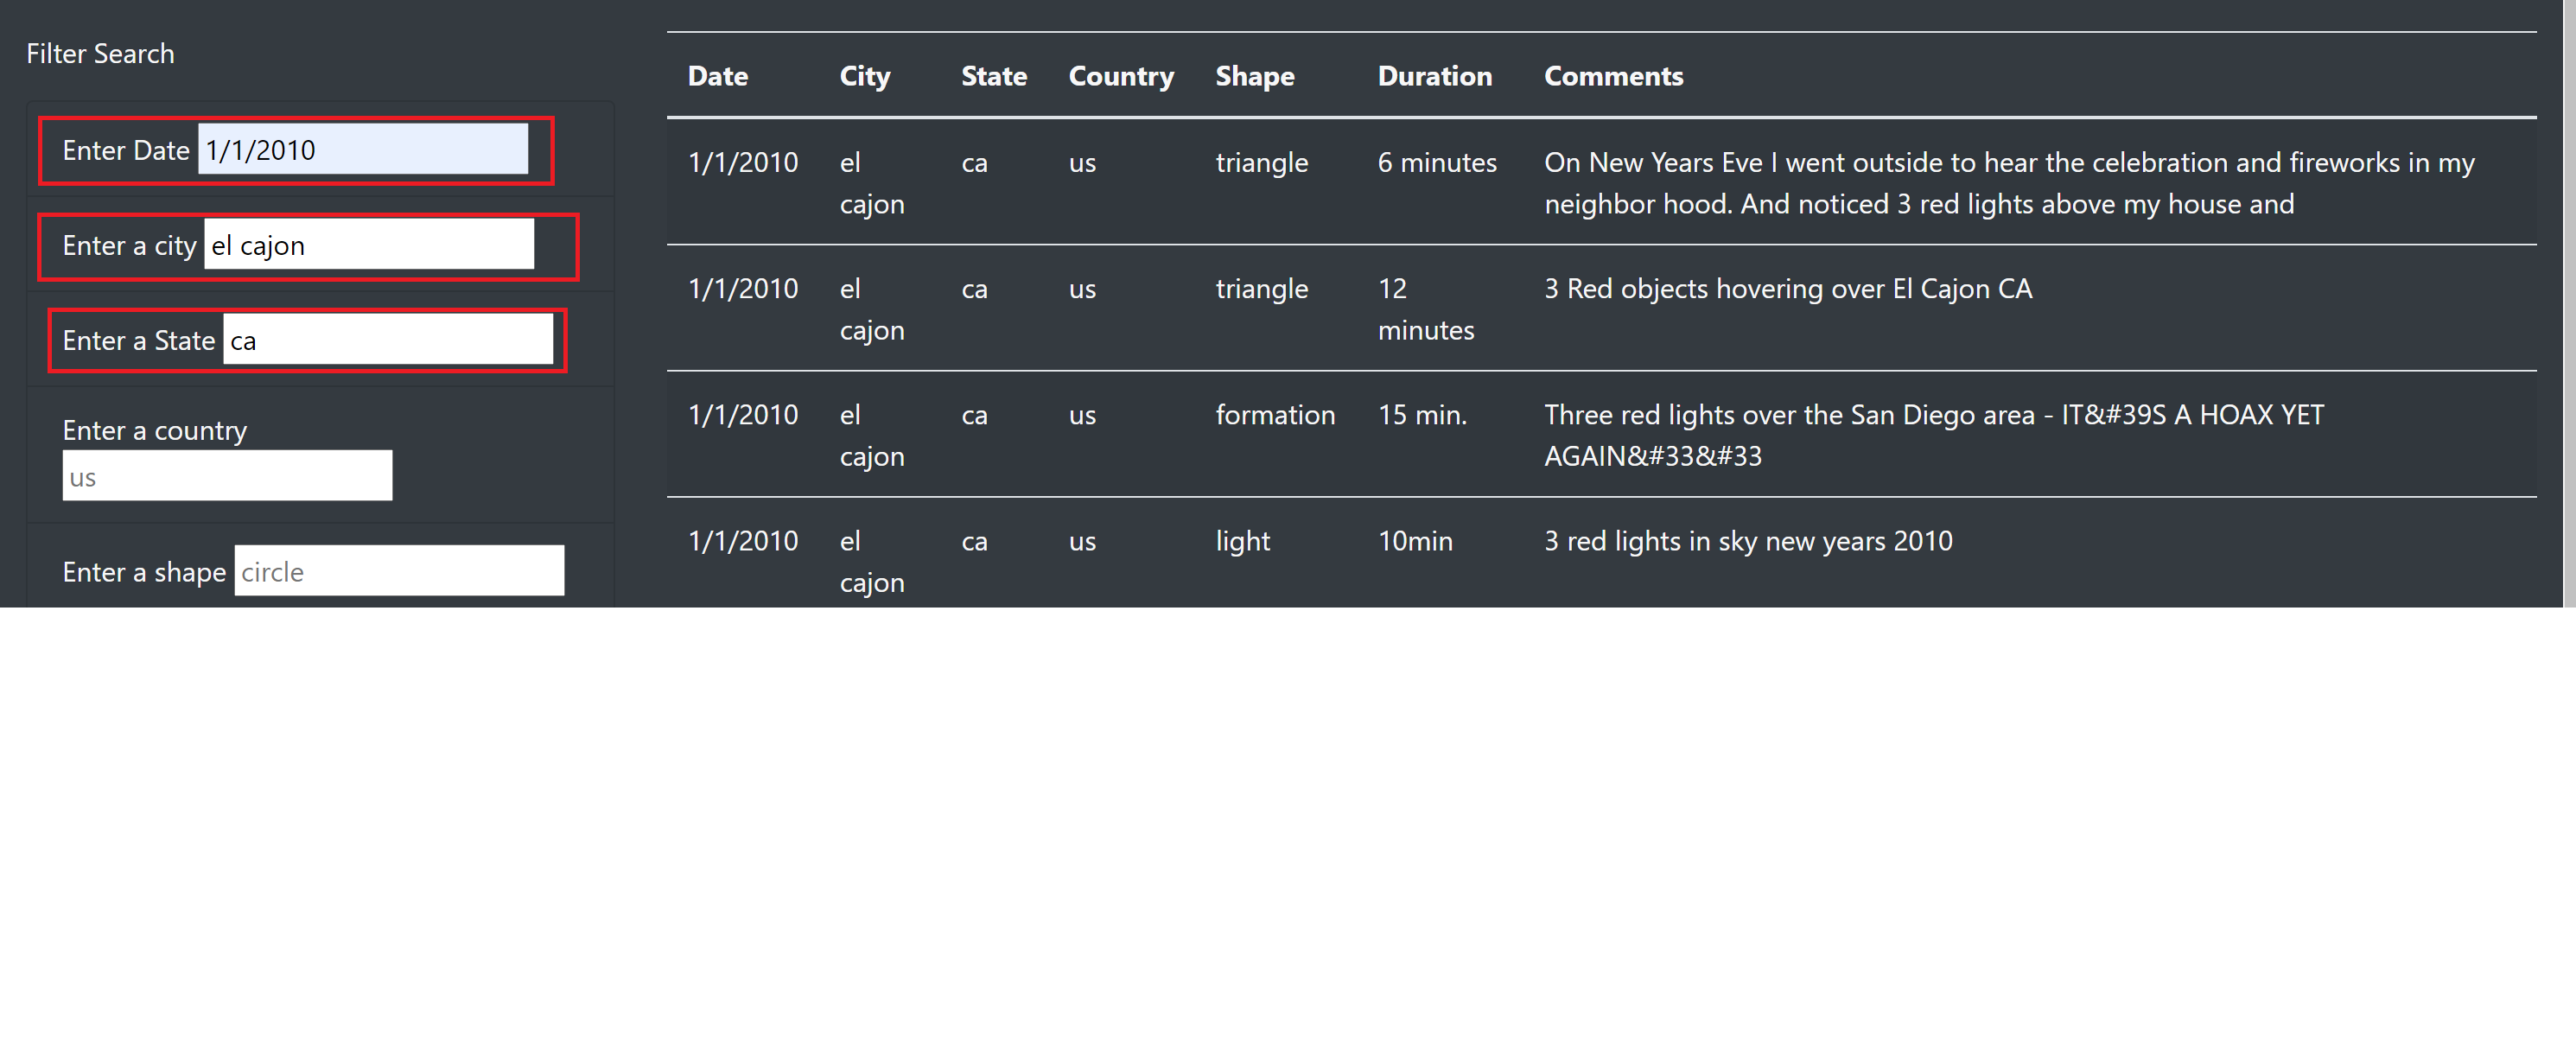 Filter Search
Enter Date 1/1/2010
Enter a city el cajon
Enter a State ca
Enter a country
us
Enter a shape circle
Date City State Country Shape Duration Comments
1/1/2010 el ca us triangle 6 minutes On New Years Eve I went outside to hear the celebration and fireworks in my
cajon neighbor hood. And noticed 3 red lights above my house and
1/1/2010 el ca us triangle 12 3 Red objects hovering over El Cajon CA
cajon minutes
1/1/2010 el ca us formation 15 min. Three red lights over the San Diego area - IT&#39S A HOAX YET
cajon AGAIN&#33&#33
1/1/2010 el ca us light 10min 3 red lights in sky new years 2010
cajon